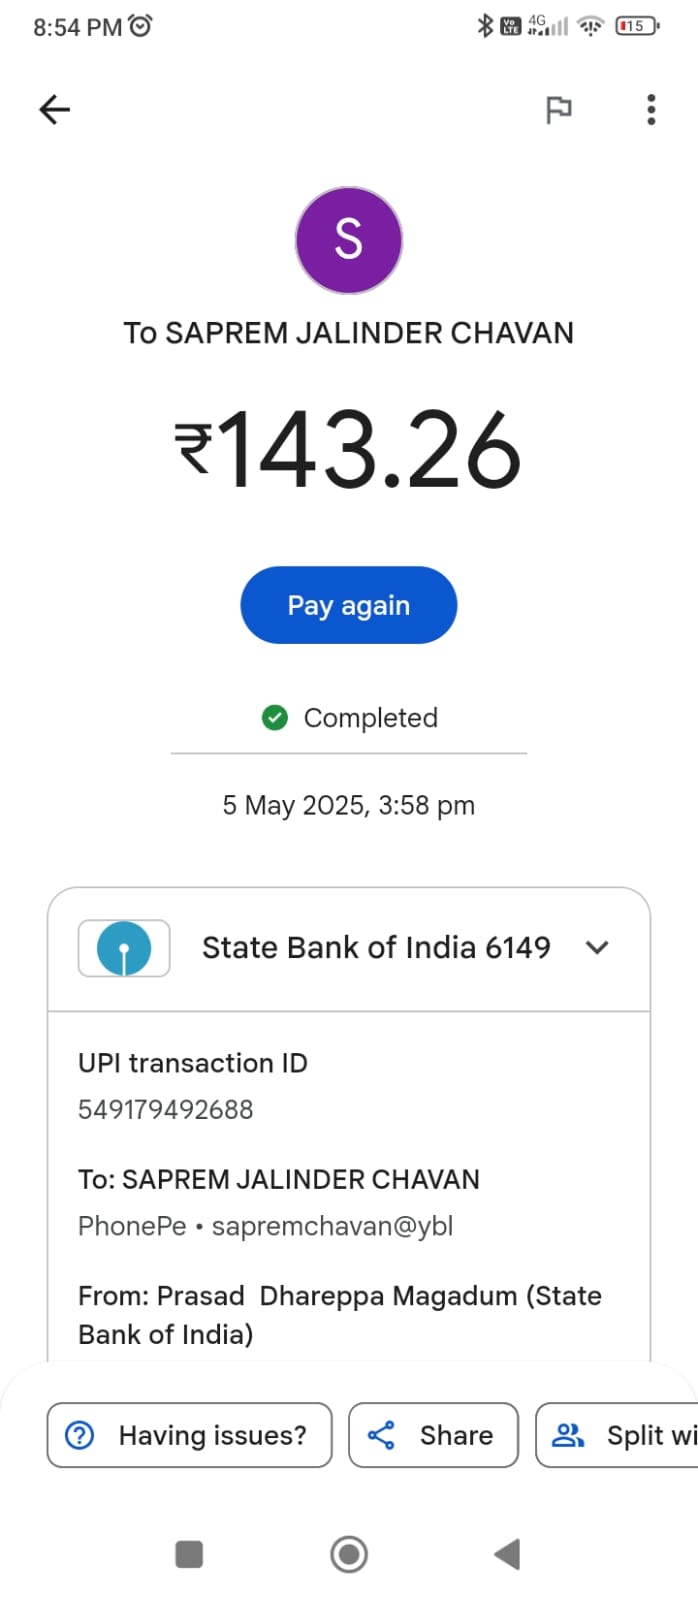 8:54 PM
Vo LTE 4G 15
S
To SAPREM JALINDER CHAVAN
₹143.26
Pay again
Completed
5 May 2025, 3:58 pm
State Bank of India 6149
UPI transaction ID
549179492688
To: SAPREM JALINDER CHAVAN
PhonePe • sapremchavan@ybl
From: Prasad  Dhareppa Magadum (State
Bank of India)
Having issues?
Share
Split wi